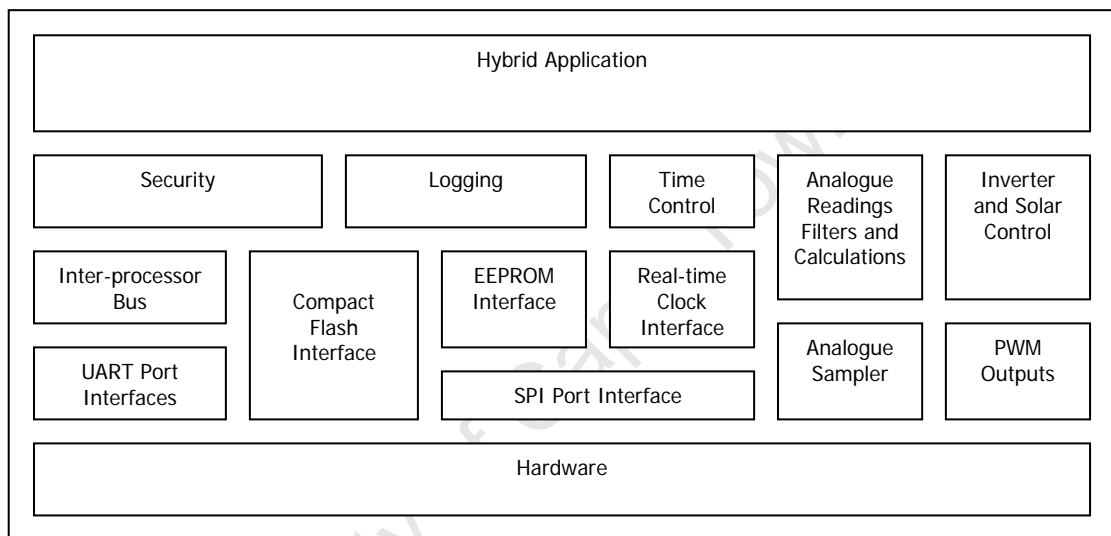 Hybrid Application
Security
Logging
Time
Control
Analogue
Readings
Filters and
Calculations
Inverter
and Solar
Control
Inter-processor
Bus
Compact
Flash
Interface
EEPROM
Interface
Real-time
Clock
Interface
UART Port
Interfaces
SPI Port Interface
Analogue
Sampler
PWM
Outputs
Hardware